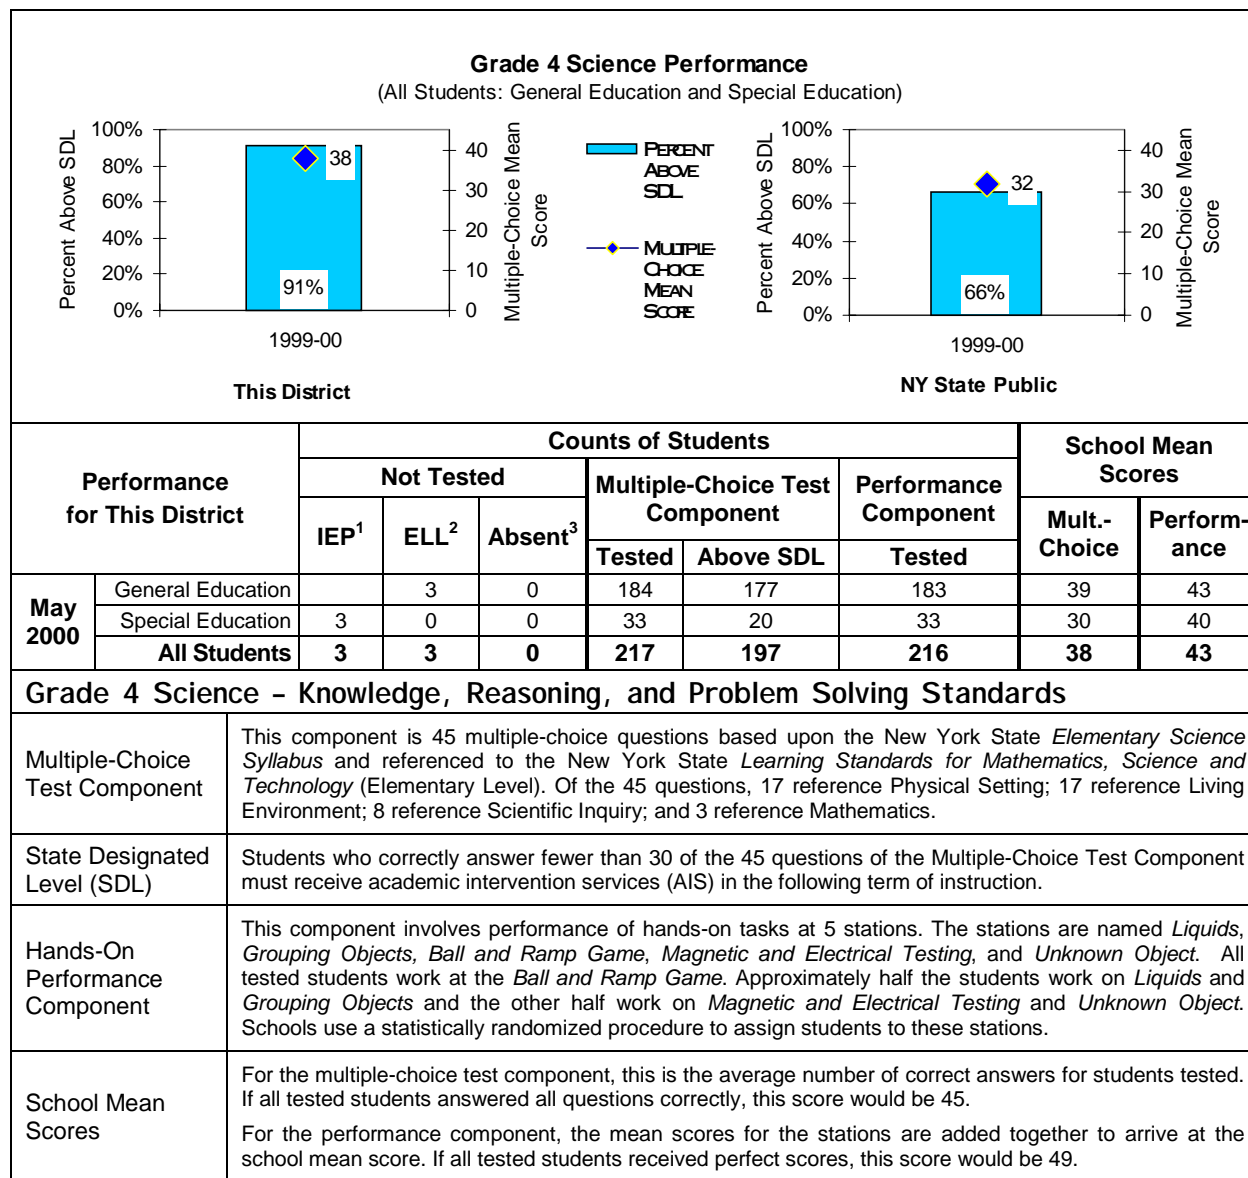 Grade 4 Science Performance
(All Students: General Education and Special Education)
100%
80%
60%
40%
20%
0%
Percent Above SDL
38
91%
40
30
20
10
0
Multiple-Choice Mean Score
1999-00
This District
PERCENT
ABOVE
SDL
MULTIPLE-
CHOICE
MEAN
SCORE
100%
80%
60%
40%
20%
0%
Percent Above SDL
32
66%
40
30
20
10
0
Multiple-Choice Mean Score
1999-00
NY State Public
Performance
for This District
Counts of Students
School Mean
Scores
Not Tested
Multiple-Choice Test
Component
Performance
Component
IEP1 ELL2 Absent3
Tested Above SDL Tested
Mult.-
Choice
Perform-
ance
May
2000
General Education 3 0 184 177 183 39 43
Special Education 3 0 0 33 20 33 30 40
All Students 3 3 0 217 197 216 38 43
Grade 4 Science – Knowledge, Reasoning, and Problem Solving Standards
Multiple-Choice
Test Component
This component is 45 multiple-choice questions based upon the New York State Elementary Science
Syllabus and referenced to the New York State Learning Standards for Mathematics, Science and
Technology (Elementary Level). Of the 45 questions, 17 reference Physical Setting; 17 reference Living
Environment; 8 reference Scientific Inquiry; and 3 reference Mathematics.
State Designated
Level (SDL)
Students who correctly answer fewer than 30 of the 45 questions of the Multiple-Choice Test Component
must receive academic intervention services (AIS) in the following term of instruction.
Hands-On
Performance
Component
This component involves performance of hands-on tasks at 5 stations. The stations are named Liquids,
Grouping Objects, Ball and Ramp Game, Magnetic and Electrical Testing, and Unknown Object. All
tested students work at the Ball and Ramp Game. Approximately half the students work on Liquids and
Grouping Objects and the other half work on Magnetic and Electrical Testing and Unknown Object.
Schools use a statistically randomized procedure to assign students to these stations.
School Mean
Scores
For the multiple-choice test component, this is the average number of correct answers for students tested.
If all tested students answered all questions correctly, this score would be 45.
For the performance component, the mean scores for the stations are added together to arrive at the
school mean score. If all tested students received perfect scores, this score would be 49.